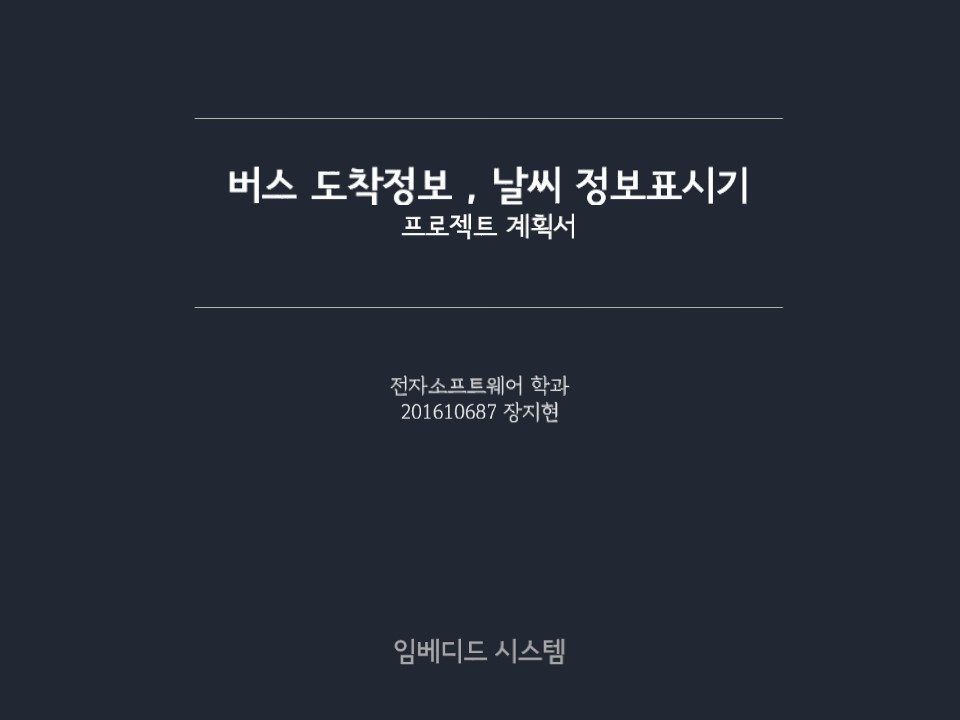 버스 도착정보 , 날씨 정보표시기
프로젝트 계획서
전자소프트웨어 학과
201610687 장지현
임베디드 시스템